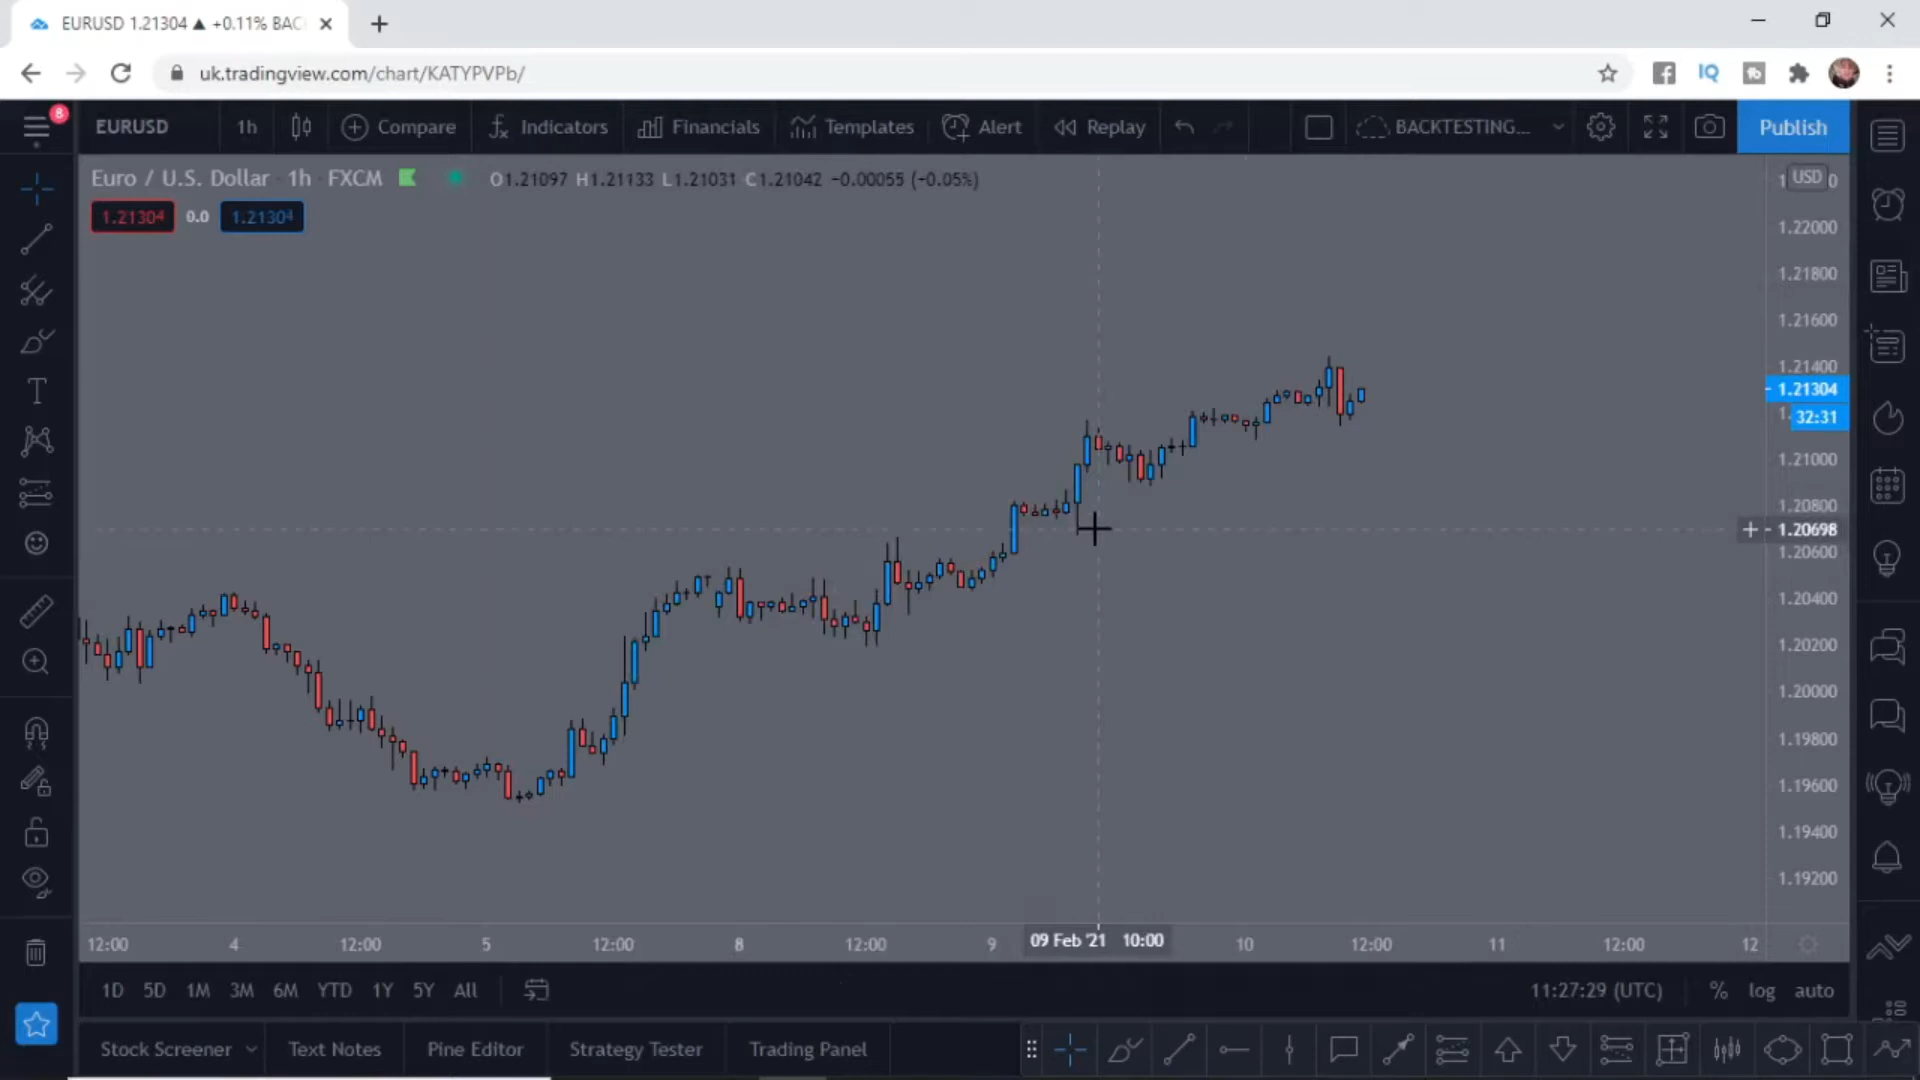 EURUSD 1.21304 ▲ +0.11% BAC
uk.tradingview.com/chart/KATYPVPb/
IQ
8
EURUSD 1h Compare Indicators Financials Templates Alert Replay BACKTESTING... Publish
Euro / U.S. Dollar 1h FXCM O1.21097 H1.21133 L1.21031 C1.21042 −0.00055 (−0.05%)
1.21304 0.0 1.21304
USD
1.22000
1.21800
1.21600
1.21400
1.21304
32:31
1.21000
1.20800
1.20698
1.20600
1.20400
1.20200
1.20000
1.19800
1.19600
1.19400
1.19200
12:00 4 12:00 5 12:00 8 12:00 9 09 Feb '21 10:00 10 12:00 11 12:00 12
1D 5D 1M 3M 6M YTD 1Y 5Y All 11:27:29 (UTC) % log auto
Stock Screener Text Notes Pine Editor Strategy Tester Trading Panel